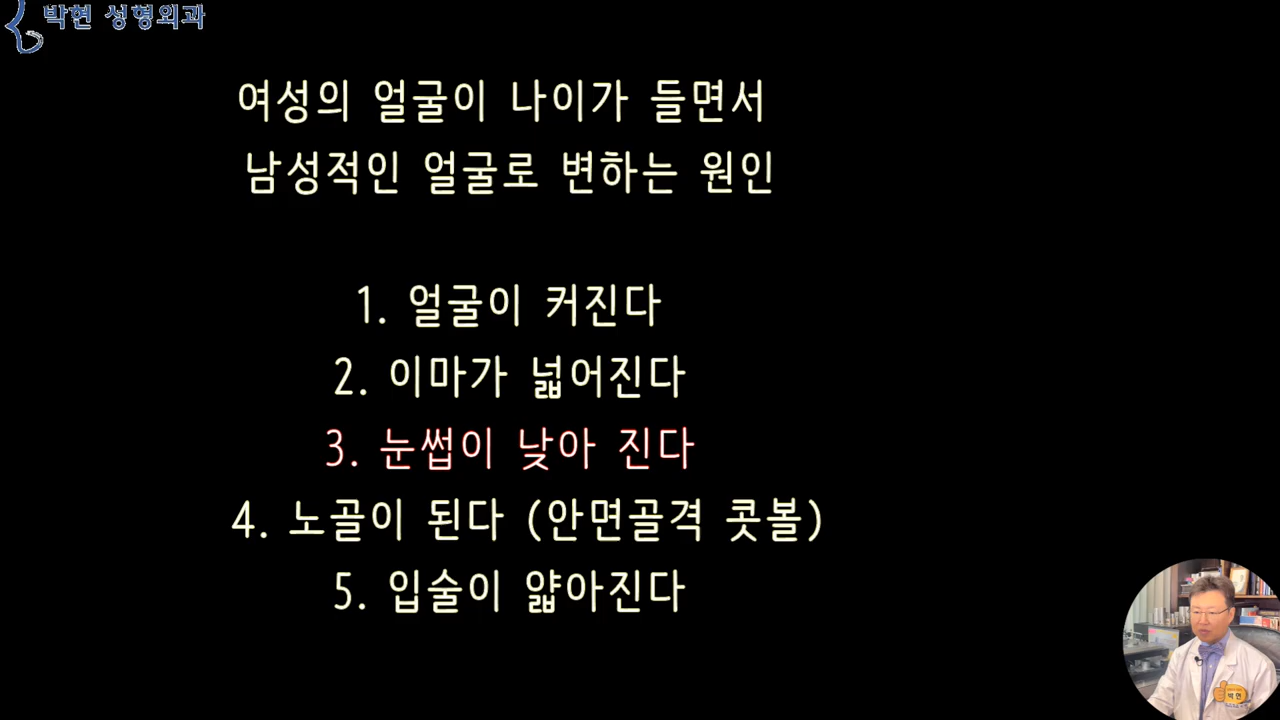 박현 성형외과
여성의 얼굴이 나이가 들면서
남성적인 얼굴로 변하는 원인
1. 얼굴이 커진다
2. 이마가 넓어진다
3. 눈썹이 낮아 진다
4. 노골이 된다 (안면골격 콧볼)
5. 입술이 얇아진다
박현